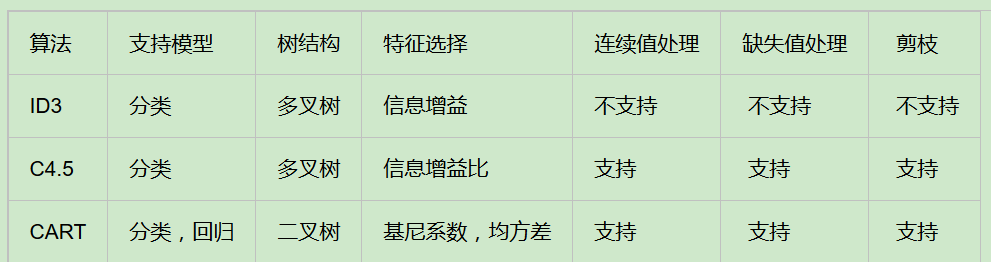 算法 支持模型 树结构 特征选择 连续值处理 缺失值处理 剪枝
ID3 分类 多叉树 信息增益 不支持 不支持 不支持
C4.5 分类 多叉树 信息增益比 支持 支持 支持
CART 分类，回归 二叉树 基尼系数，均方差 支持 支持 支持